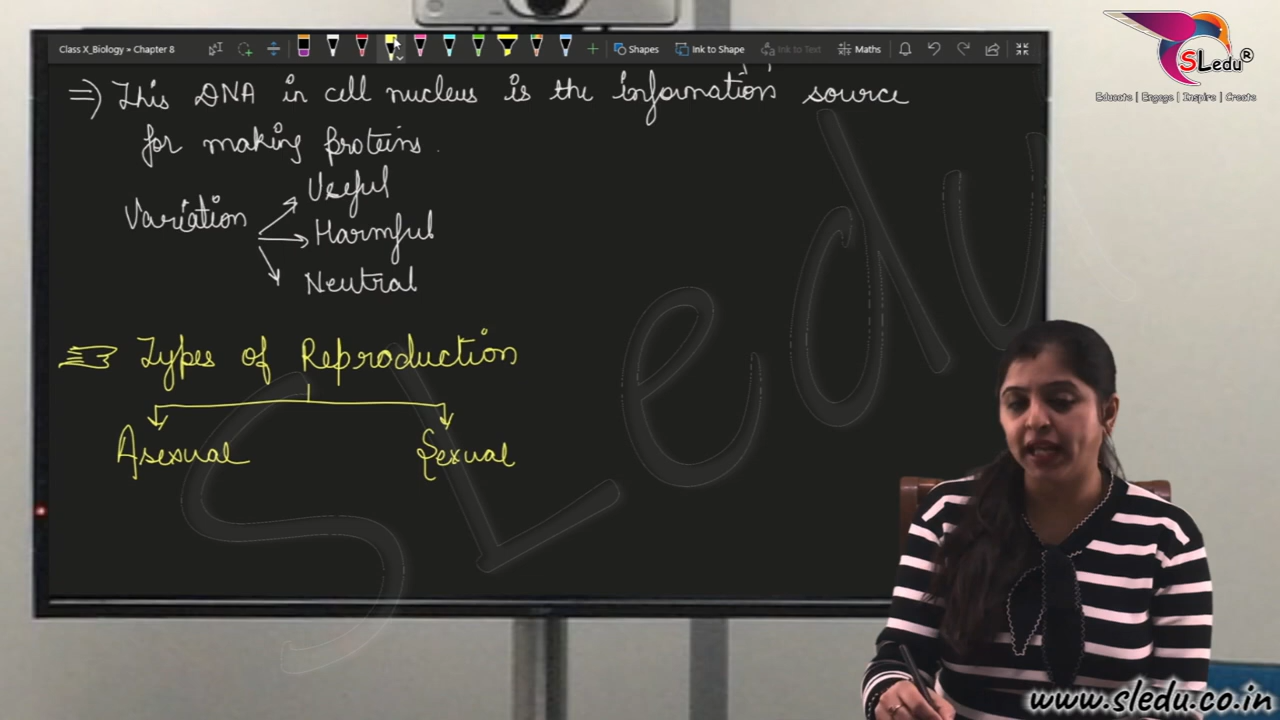 SLedu®
Educate | Engage | Inspire | Create
Class X_Biology » Chapter 8
Shapes Ink to Shape Ink to Text Maths
=) This DNA in cell nucleus is the information source
for making proteins.
Variation
Useful
Harmful
Neutral
Types of Reproduction
Asexual Sexual
SLedu
www.sledu.co.in